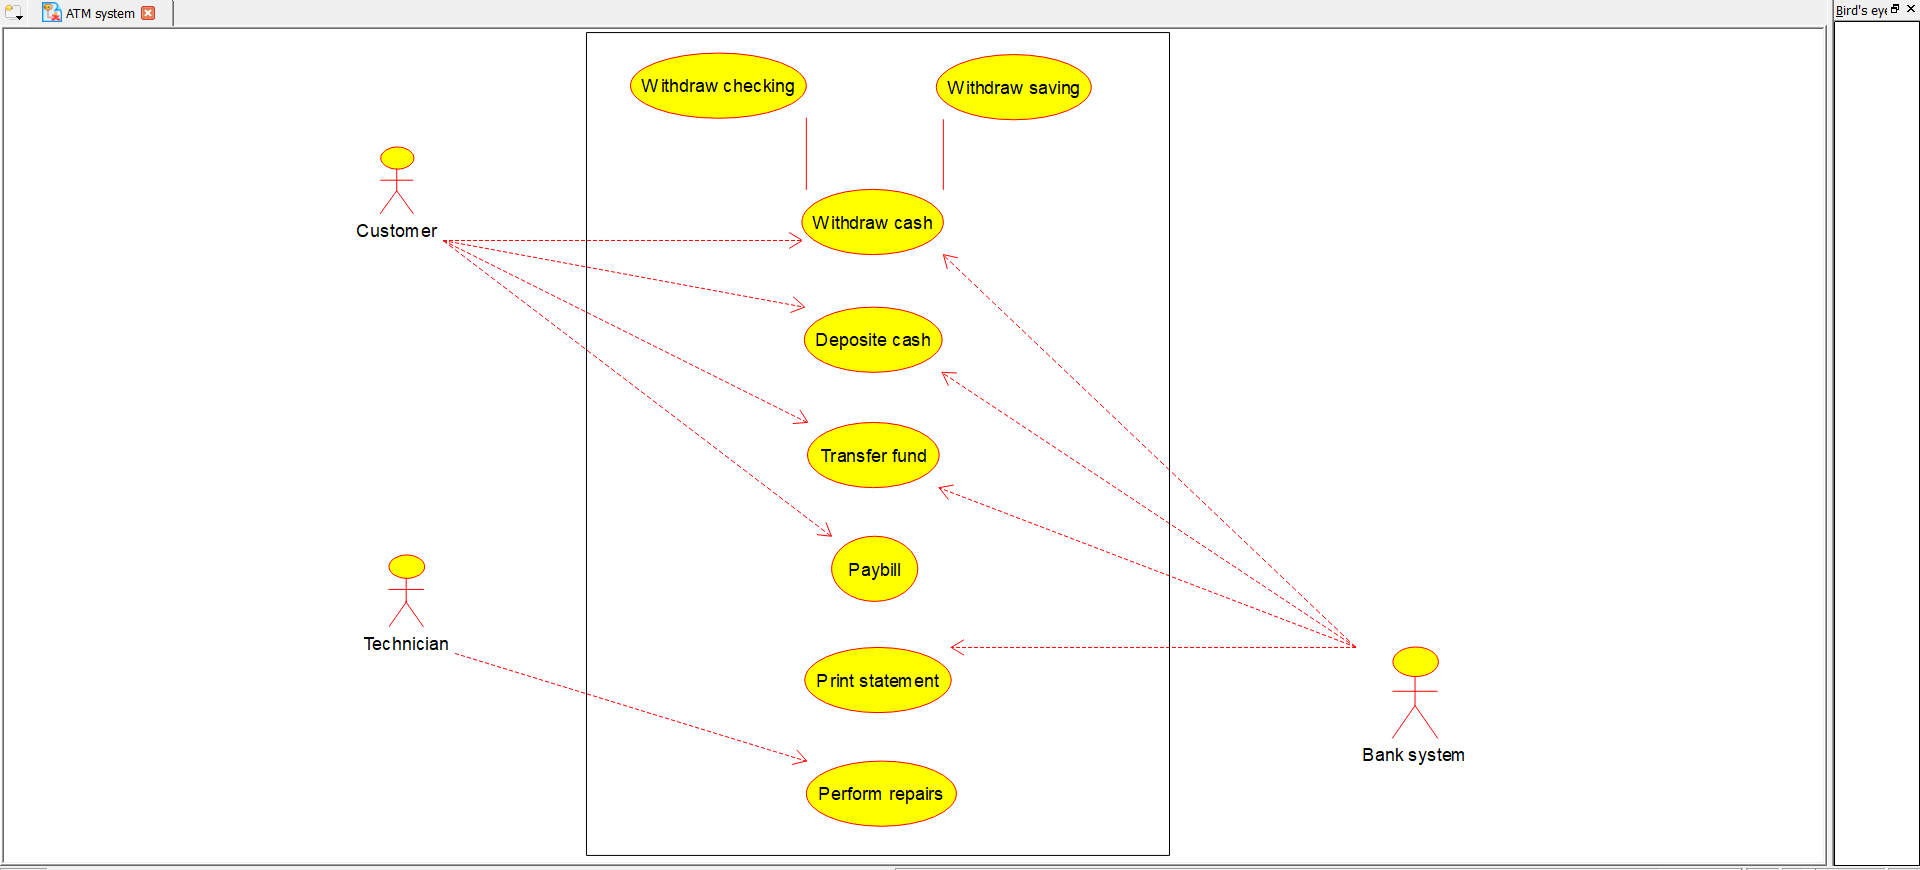 ATM system
Bird's eye
Withdraw checking
Withdraw saving
Customer
Withdraw cash
Deposite cash
Transfer fund
Paybill
Technician
Print statement
Bank system
Perform repairs